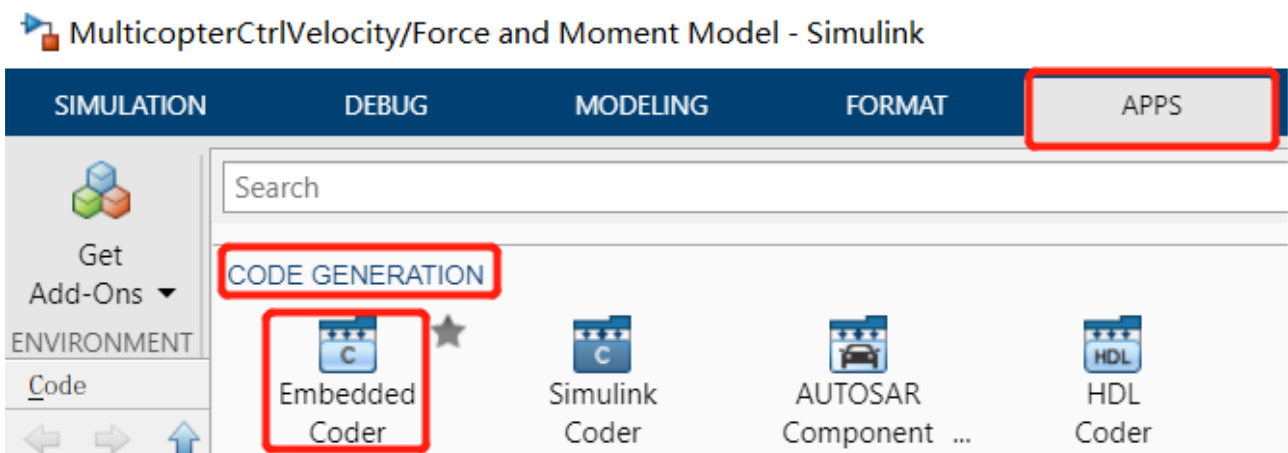 MulticopterCtrlVelocity/Force and Moment Model - Simulink
SIMULATION DEBUG MODELING FORMAT APPS
Search
Get
Add-Ons
CODE GENERATION
ENVIRONMENT
Code
Embedded
Coder
Simulink
Coder
AUTOSAR
Component ...
HDL
Coder
C
C
HDL